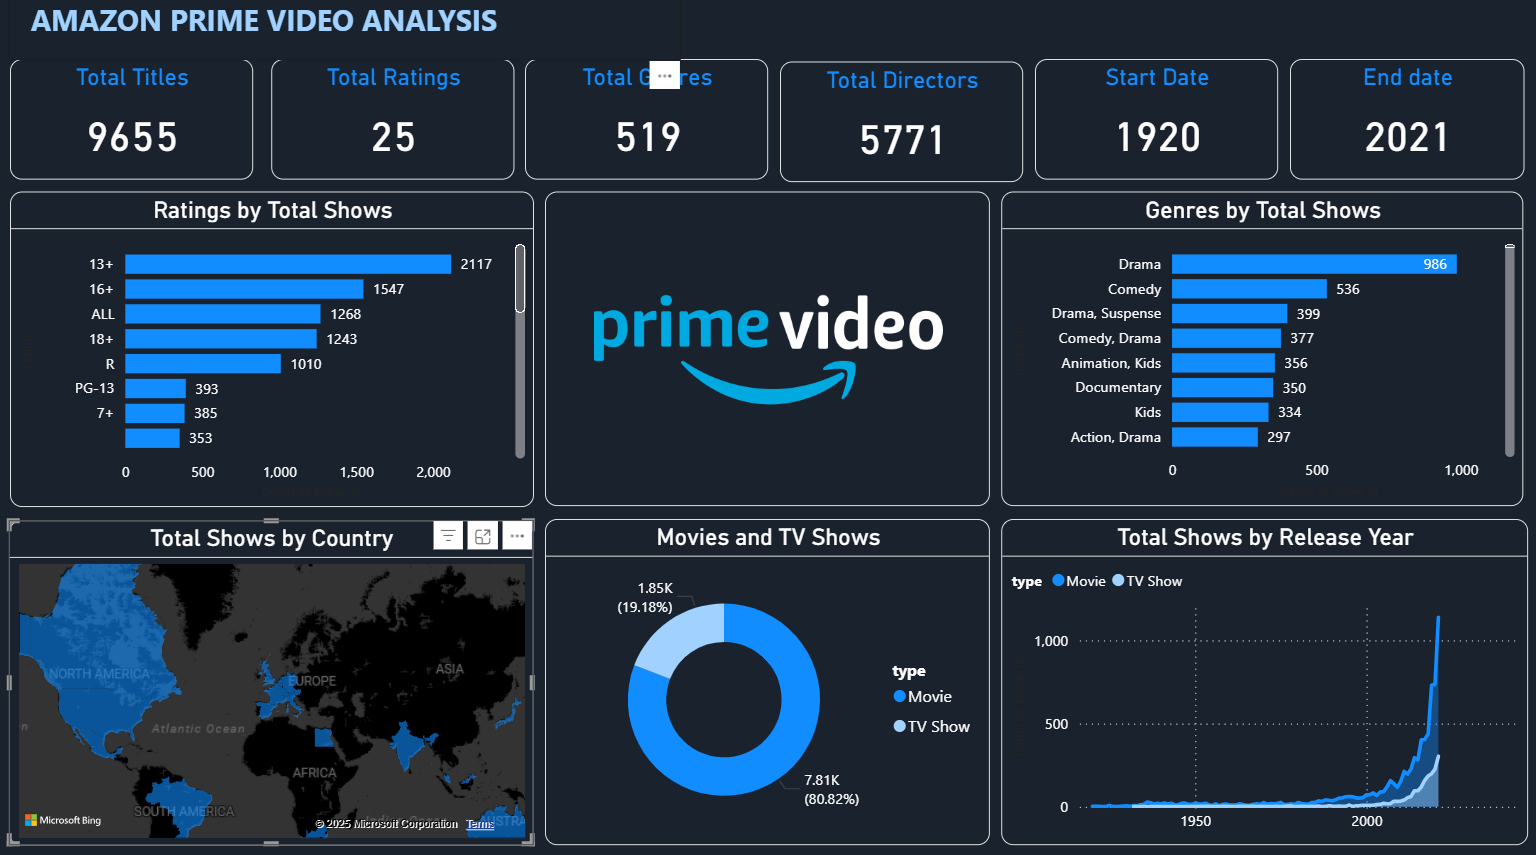 AMAZON PRIME VIDEO ANALYSIS
Total Titles
9655
Total Ratings
25
Total G res
519
Total Directors
5771
Start Date
1920
End date
2021
Ratings by Total Shows
13+ 2117
16+ 1547
ALL 1268
18+ 1243
R 1010
PG-13 393
7+ 385
353
0 500 1,000 1,500 2,000
prime video
Genres by Total Shows
Drama 986
Comedy 536
Drama, Suspense 399
Comedy, Drama 377
Animation, Kids 356
Documentary 350
Kids 334
Action, Drama 297
0 500 1,000
Total Shows by Country
NORTH AMERICA
EUROPE
ASIA
Atlantic Ocean
AFRICA
SOUTH AMERICA
AUSTRA
Microsoft Bing
© 2025 Microsoft Corporation Terms
Movies and TV Shows
1.85K
(19.18%)
7.81K
(80.82%)
type
Movie
TV Show
Total Shows by Release Year
type Movie TV Show
1,000
500
0
1950 2000